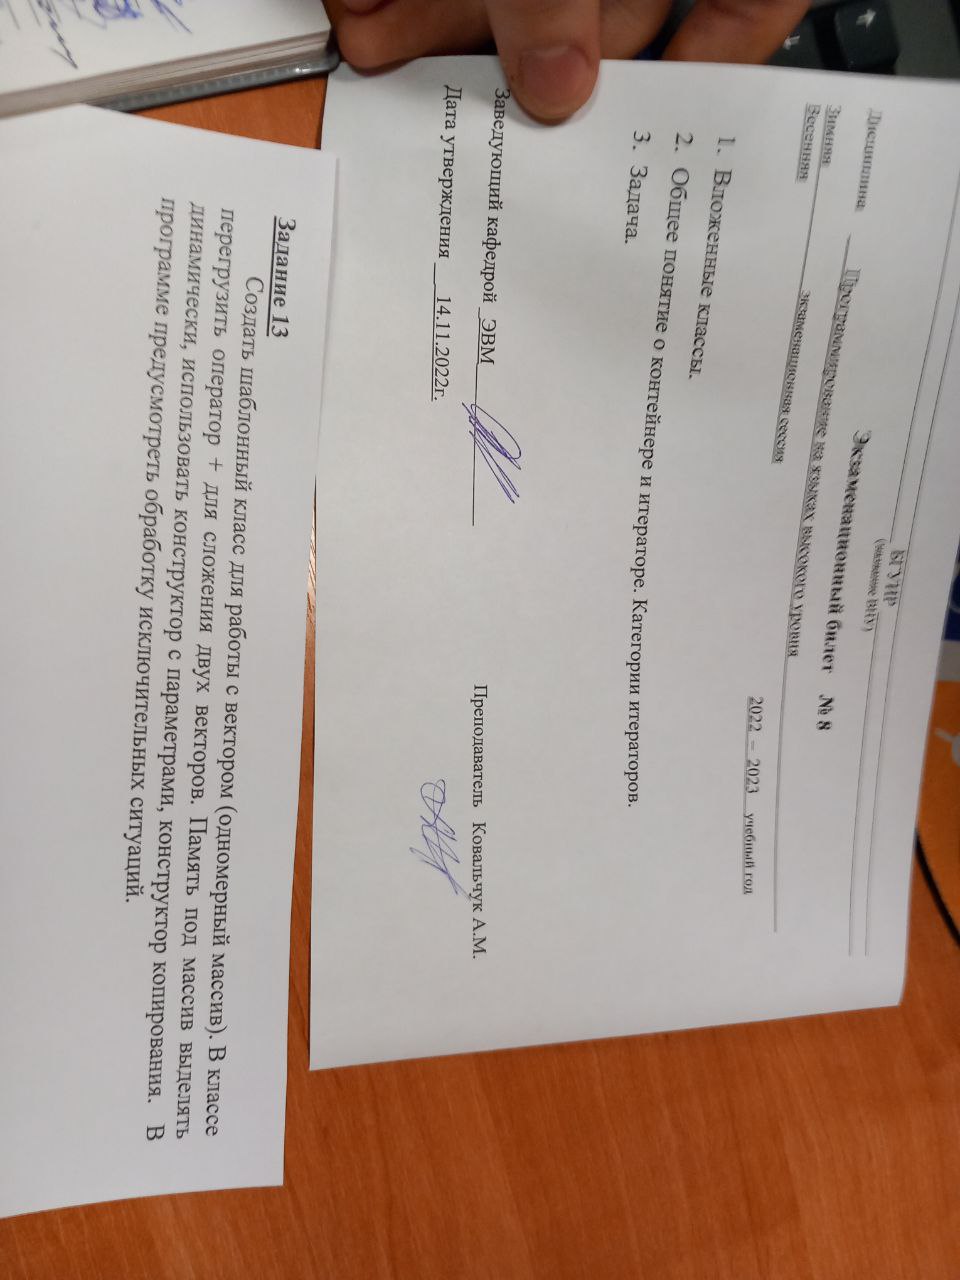 БГУИР
(название ВУЗ)
Экзаменационный билет № 8
Дисциплина Программирование на языках высокого уровня
Зимняя
Весенняя экзаменационная сессия 2022 – 2023 учебный год
1. Вложенные классы.
2. Общее понятие о контейнере и итераторе. Категории итераторов.
3. Задача.
Заведующий кафедрой ЭВМ Преподаватель Ковальчук А.М.
Дата утверждения 14.11.2022г.
Задание 13
Создать шаблонный класс для работы с вектором (одномерный массив). В классе
перегрузить оператор + для сложения двух векторов. Память под массив выделять
динамически, использовать конструктор с параметрами, конструктор копирования. В
программе предусмотреть обработку исключительных ситуаций.